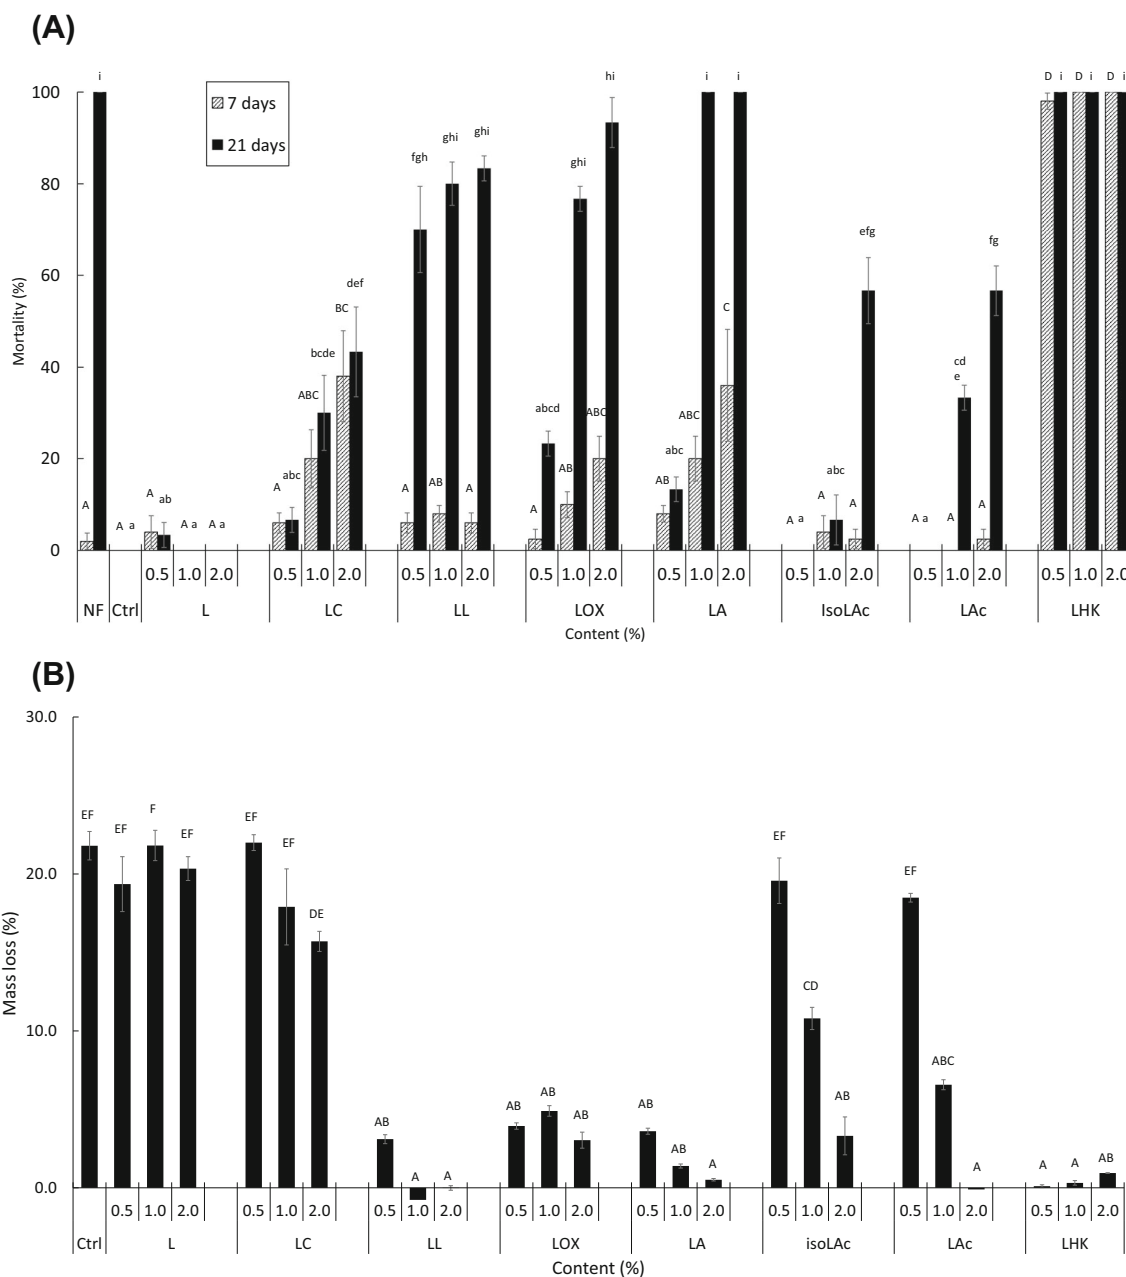 (A)
i
D i D i D i
hi
i
i
100
7 days
21 days
fgh
ghi
ghi
ghi
80
efg
fg
60
Mortality (%)
def
BC
C
bcde
cd
e
40
ABC
abcd
ABC
ABC
abc
abc
20
A
A
ab
A
abc
A
AB
A
A
AB
AB
A
A
A
A
A a
A a
A a
A a
A a
0
0.5 1.0 2.0 0.5 1.0 2.0 0.5 1.0 2.0 0.5 1.0 2.0 0.5 1.0 2.0 0.5 1.0 2.0 0.5 1.0 2.0 0.5 1.0 2.0
NF Ctrl L LC LL LOX LA IsoLAc LAc LHK
Content (%)
(B)
30.0
EF
EF
F
EF
EF
EF
DE
EF
EF
20.0
Mass loss (%)
CD
10.0
ABC
AB
A
A
AB
AB
AB
AB
AB
A
AB
A
A
A
AB
0.0
0.5 1.0 2.0 0.5 1.0 2.0 0.5 1.0 2.0 0.5 1.0 2.0 0.5 1.0 2.0 0.5 1.0 2.0 0.5 1.0 2.0 0.5 1.0 2.0
Ctrl L LC LL LOX LA isoLAc LAc LHK
Content (%)